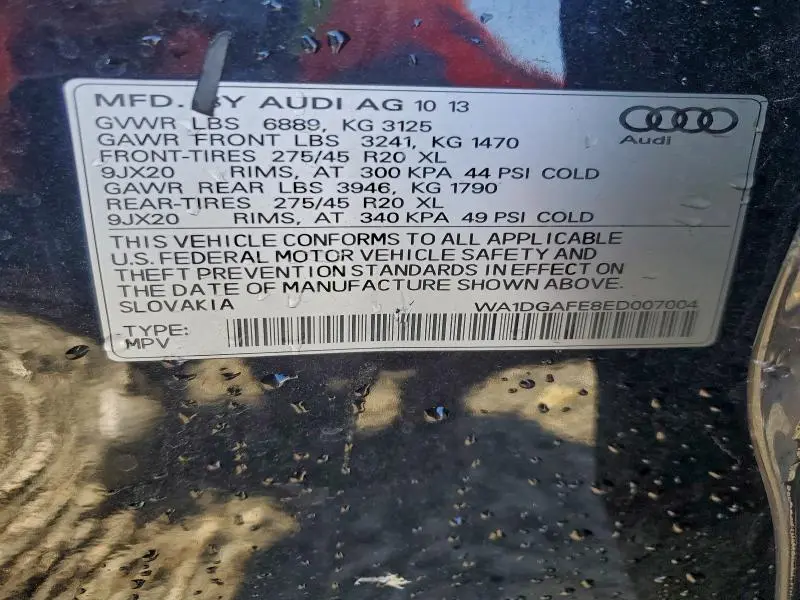 MFD. BY AUDI AG 10 13
GVWR LBS 6889, KG 3125
GAWR FRONT LBS 3241, KG 1470
FRONT-TIRES 275/45 R20 XL
9JX20 RIMS, AT 300 KPA 44 PSI COLD
GAWR REAR LBS 3946, KG 1790
REAR-TIRES 275/45 R20 XL
9JX20 RIMS, AT 340 KPA 49 PSI COLD
Audi
THIS VEHICLE CONFORMS TO ALL APPLICABLE
U.S. FEDERAL MOTOR VEHICLE SAFETY AND
THEFT PREVENTION STANDARDS IN EFFECT ON
THE DATE OF MANUFACTURE SHOWN ABOVE.
SLOVAKIA WA1DGAFE8ED007004
-TYPE:
MPV